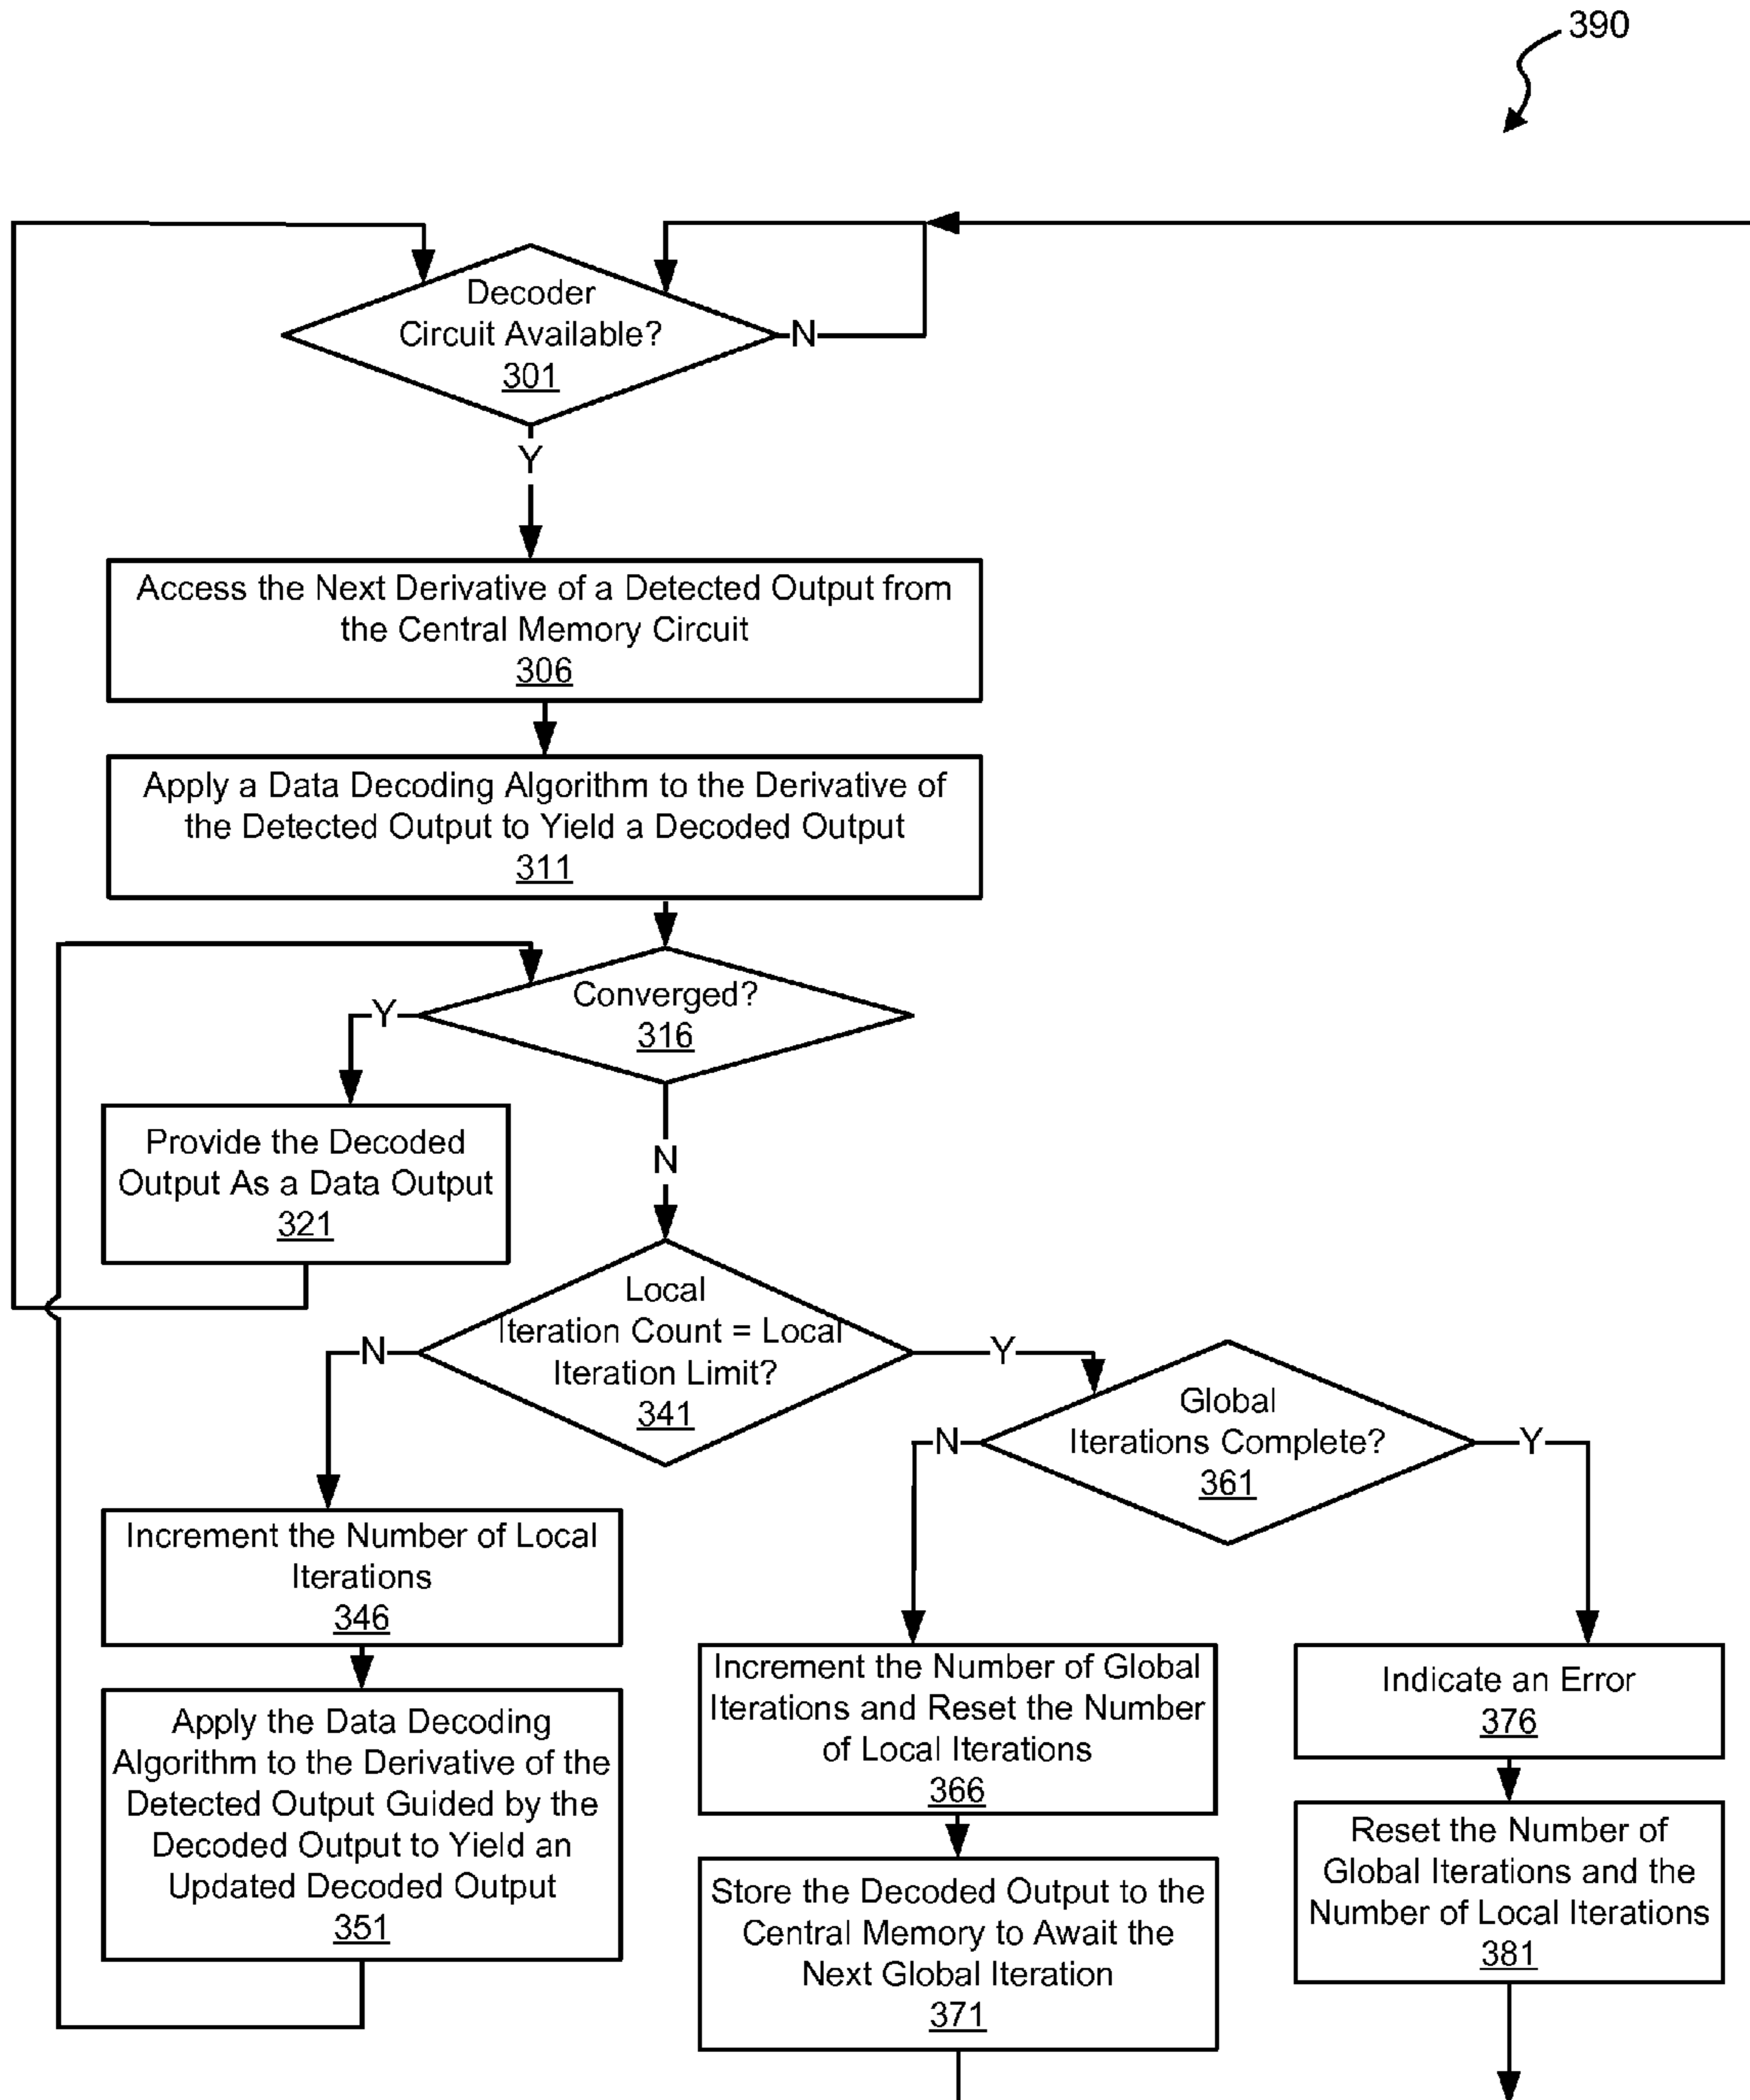 390
Decoder
Circuit Available?
301
N
Y
Access the Next Derivative of a Detected Output from
the Central Memory Circuit
306
Apply a Data Decoding Algorithm to the Derivative of
the Detected Output to Yield a Decoded Output
311
Converged?
316
Y
N
Provide the Decoded
Output As a Data Output
321
Local
Iteration Count = Local
Iteration Limit?
341
N
Y
Global
Iterations Complete?
361
N
Y
Increment the Number of Local
Iterations
346
Apply the Data Decoding
Algorithm to the Derivative of the
Detected Output Guided by the
Decoded Output to Yield an
Updated Decoded Output
351
Increment the Number of Global
Iterations and Reset the Number
of Local Iterations
366
Store the Decoded Output to the
Central Memory to Await the
Next Global Iteration
371
Indicate an Error
376
Reset the Number of
Global Iterations and the
Number of Local Iterations
381